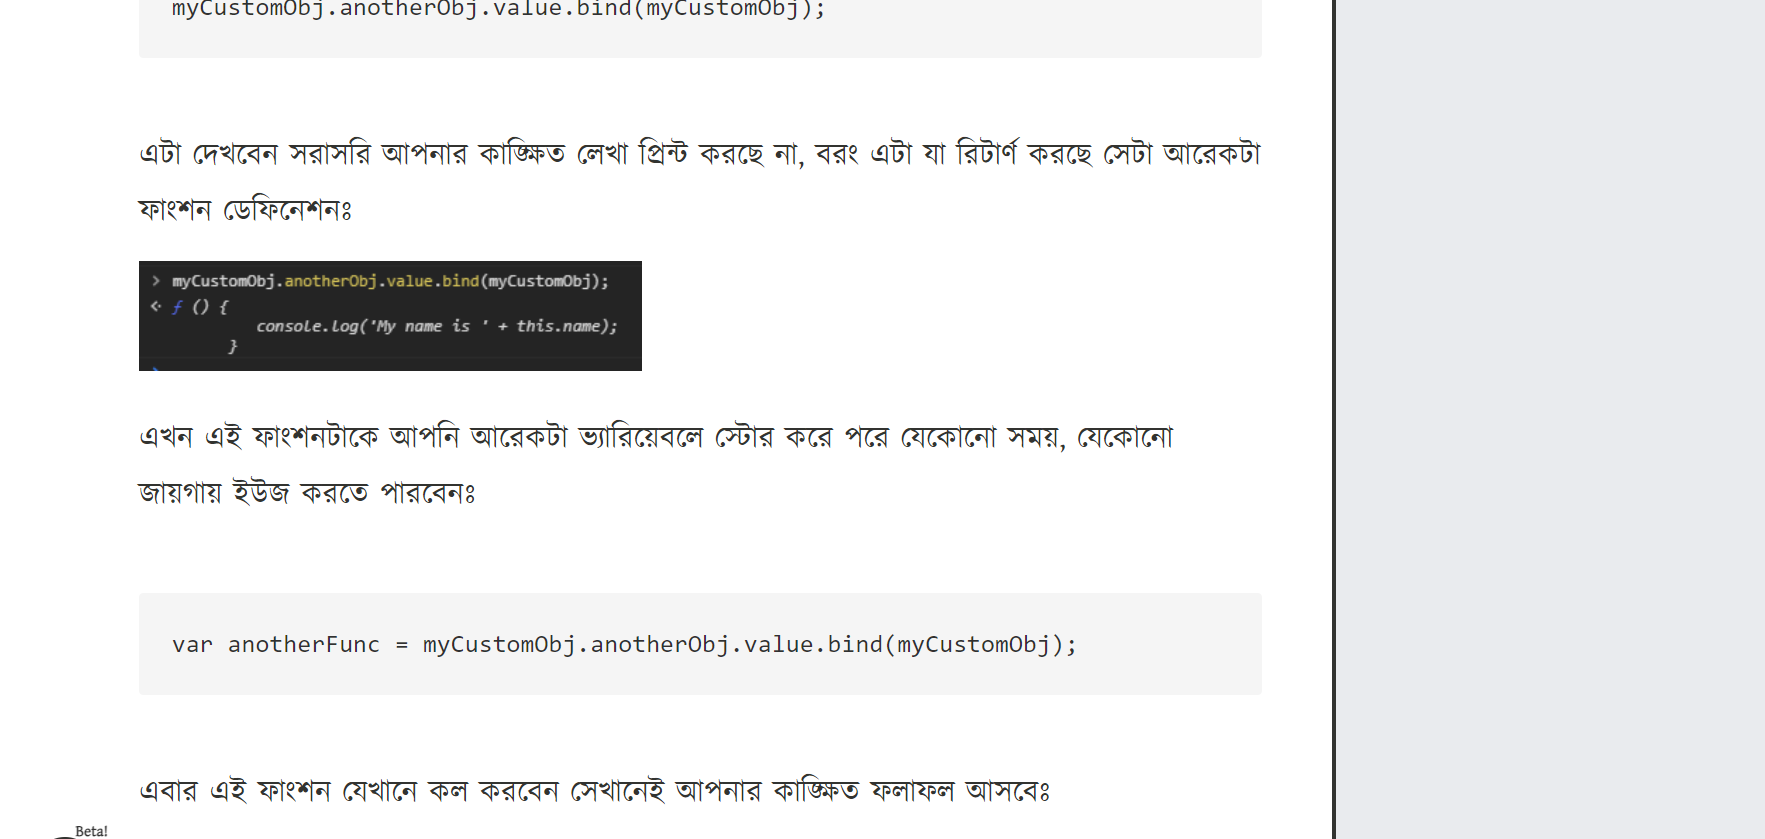 myCustomObj.anotherObj.value.bind(myCustomObj);
এটা দেখবেন সরাসরি আপনার কাঙ্ক্ষিত লেখা প্রিন্ট করছে না, বরং এটা যা রিটার্ণ করছে সেটা আরেকটা
ফাংশন ডেফিনেশনঃ
> myCustomObj.anotherObj.value.bind(myCustomObj);
<· ƒ () {
console.log('My name is ' + this.name);
}
এখন এই ফাংশনটাকে আপনি আরেকটা ভ্যারিয়েবলে স্টোর করে পরে যেকোনো সময়, যেকোনো
জায়গায় ইউজ করতে পারবেনঃ
var anotherFunc = myCustomObj.anotherObj.value.bind(myCustomObj);
এবার এই ফাংশন যেখানে কল করবেন সেখানেই আপনার কাঙ্ক্ষিত ফলাফল আসবেঃ
Beta!